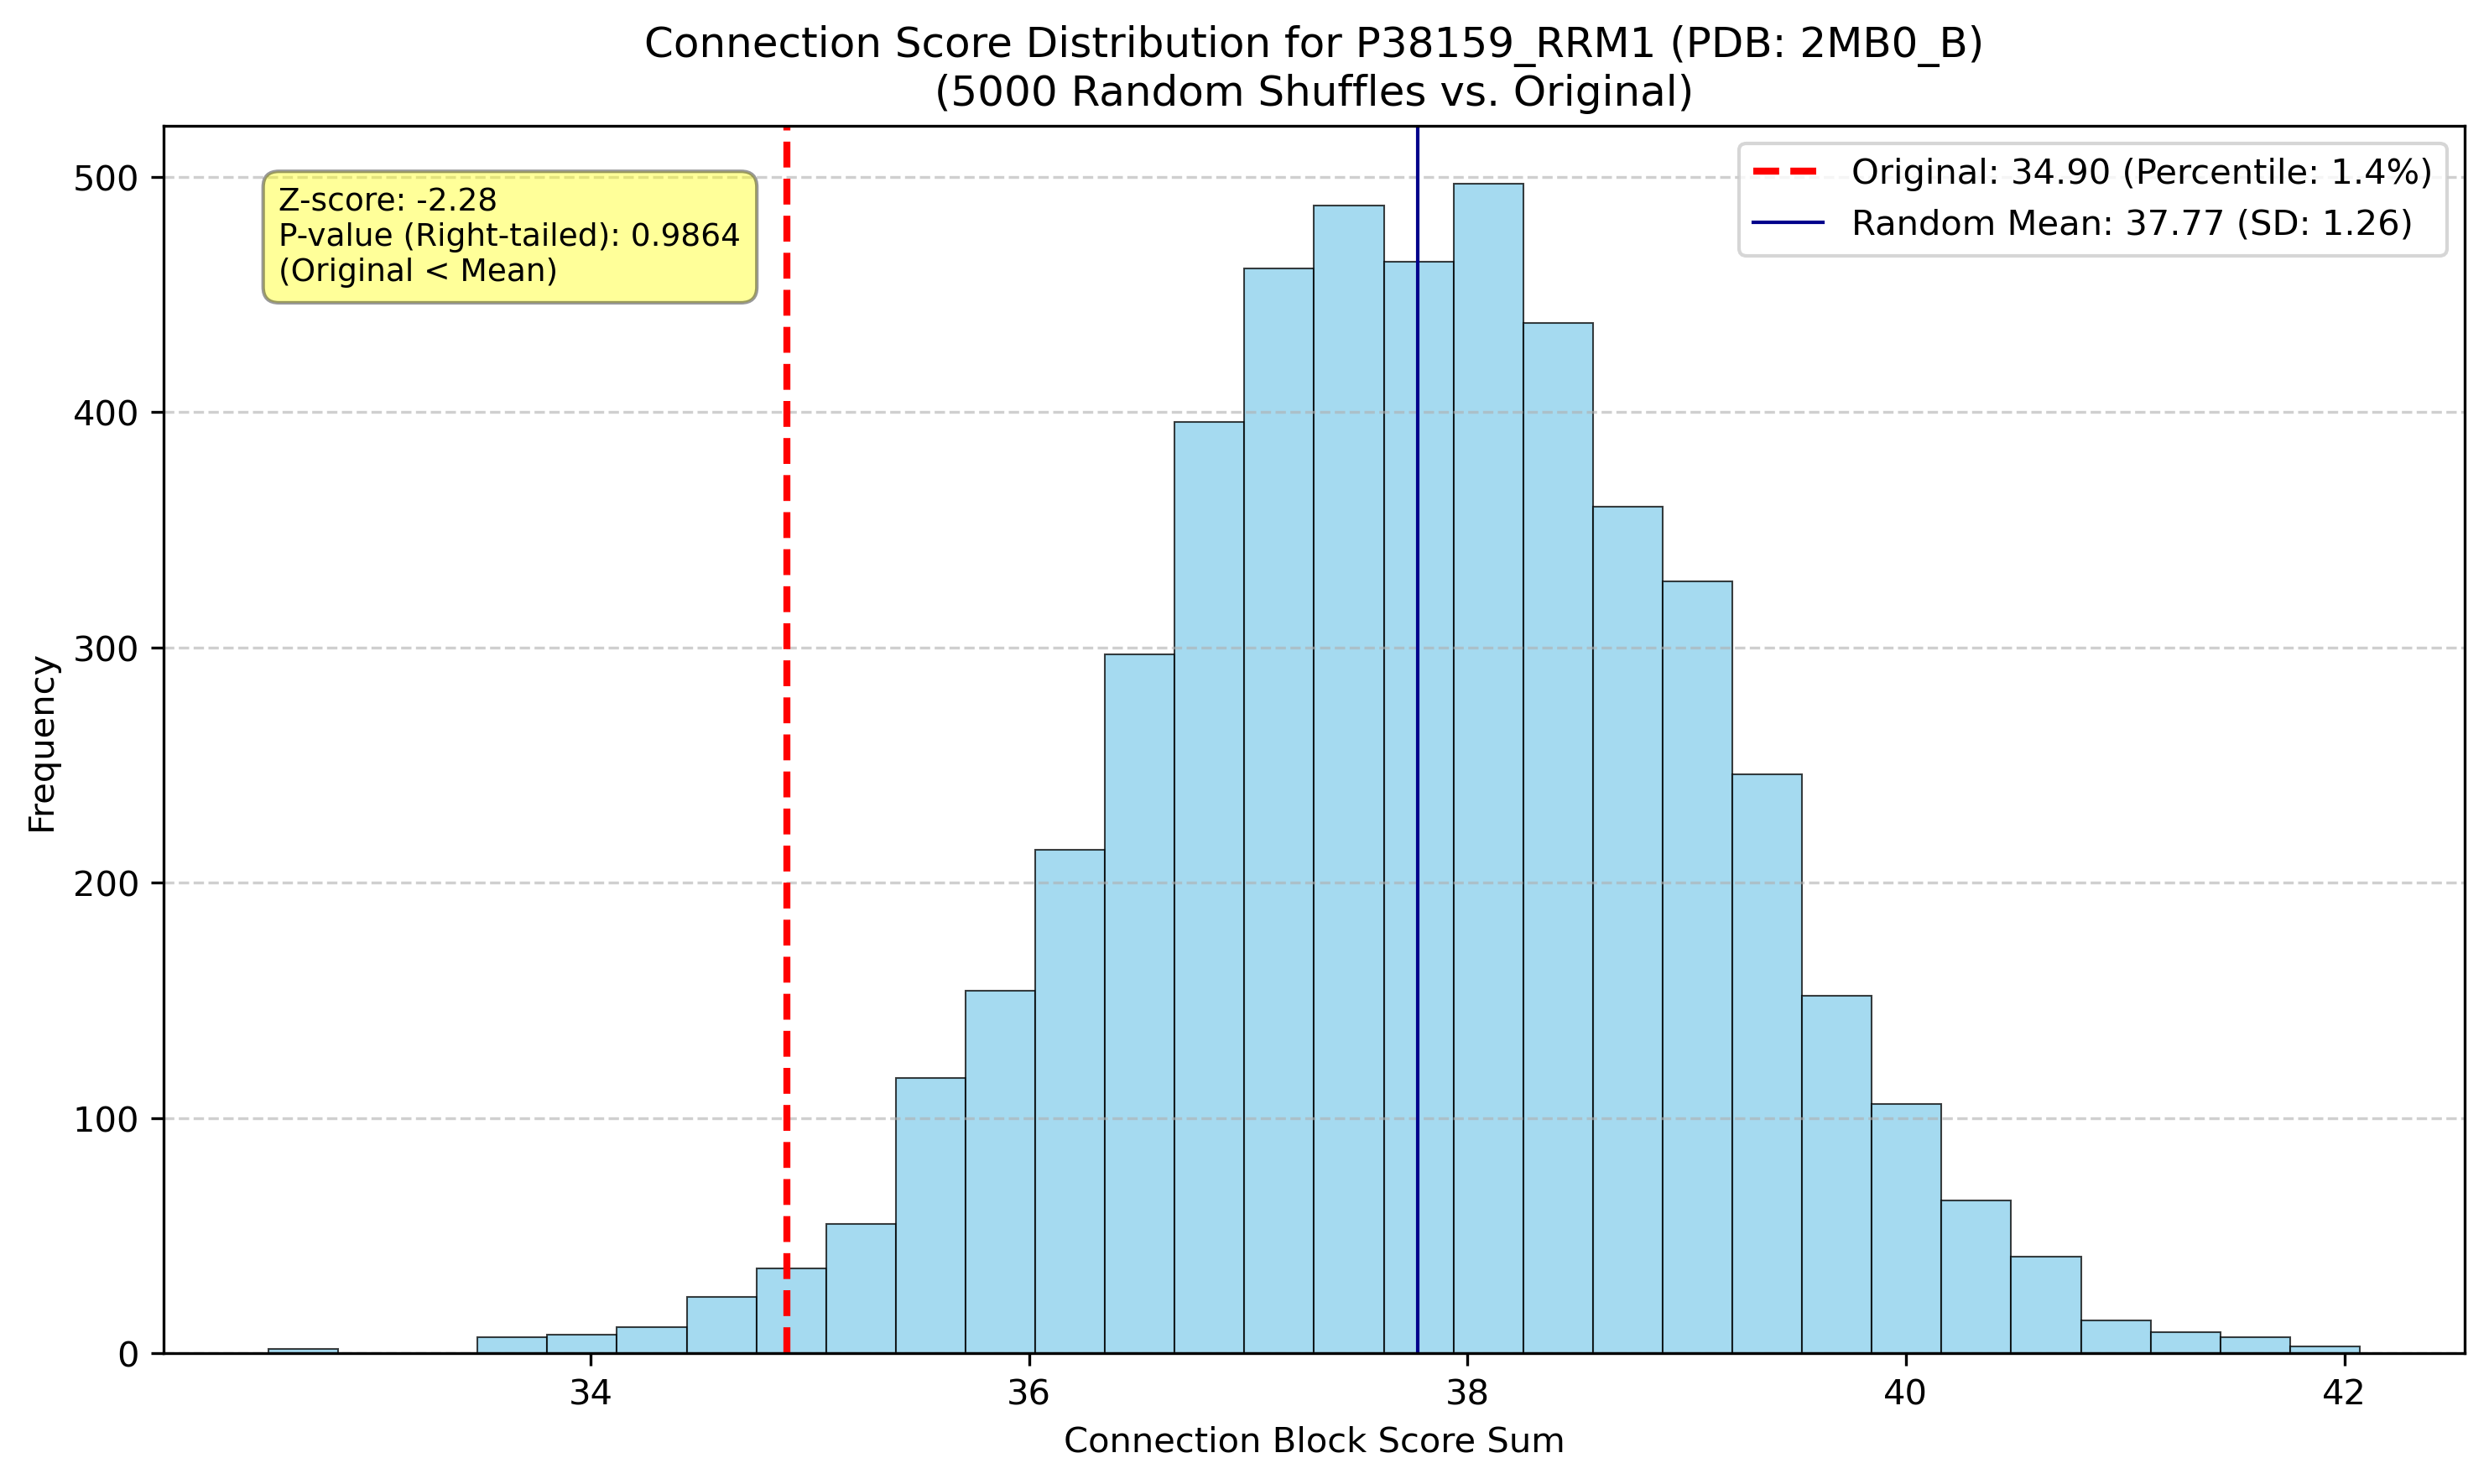 Connection Score Distribution for P38159_RRM1 (PDB: 2MB0_B)
(5000 Random Shuffles vs. Original)
Z-score: -2.28
P-value (Right-tailed): 0.9864
(Original < Mean)
Original: 34.90 (Percentile: 1.4%)
Random Mean: 37.77 (SD: 1.26)
Frequency
500
400
300
200
100
0
34
36
38
40
42
Connection Block Score Sum